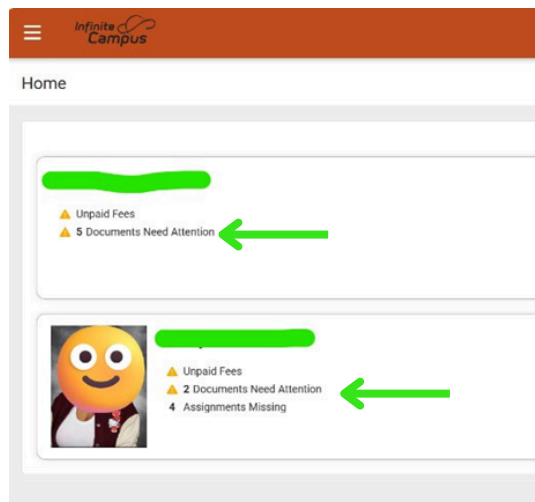 Infinite
Campus
Home
Unpaid Fees
5 Documents Need Attention
Unpaid Fees
2 Documents Need Attention
4 Assignments Missing